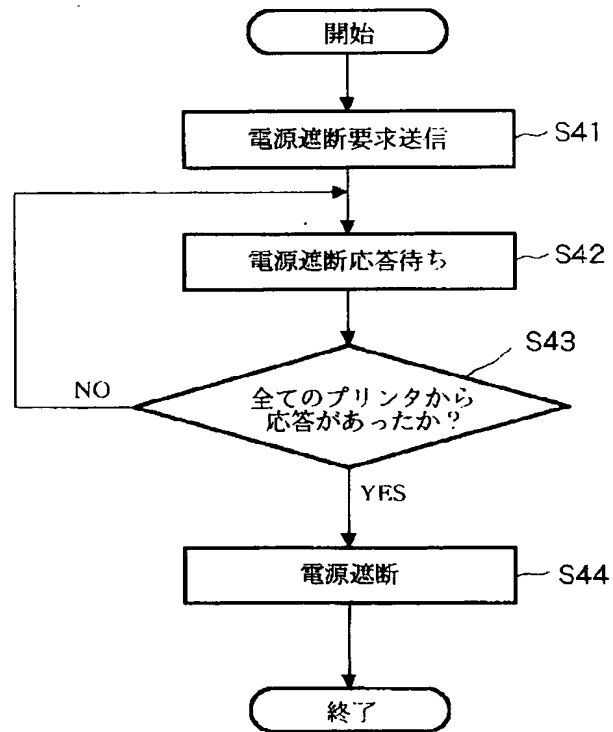 開始
電源遮断要求送信
S41
電源遮断応答待ち
S42
S43
全てのプリンタから
応答があったか？
NO
YES
電源遮断
S44
終了